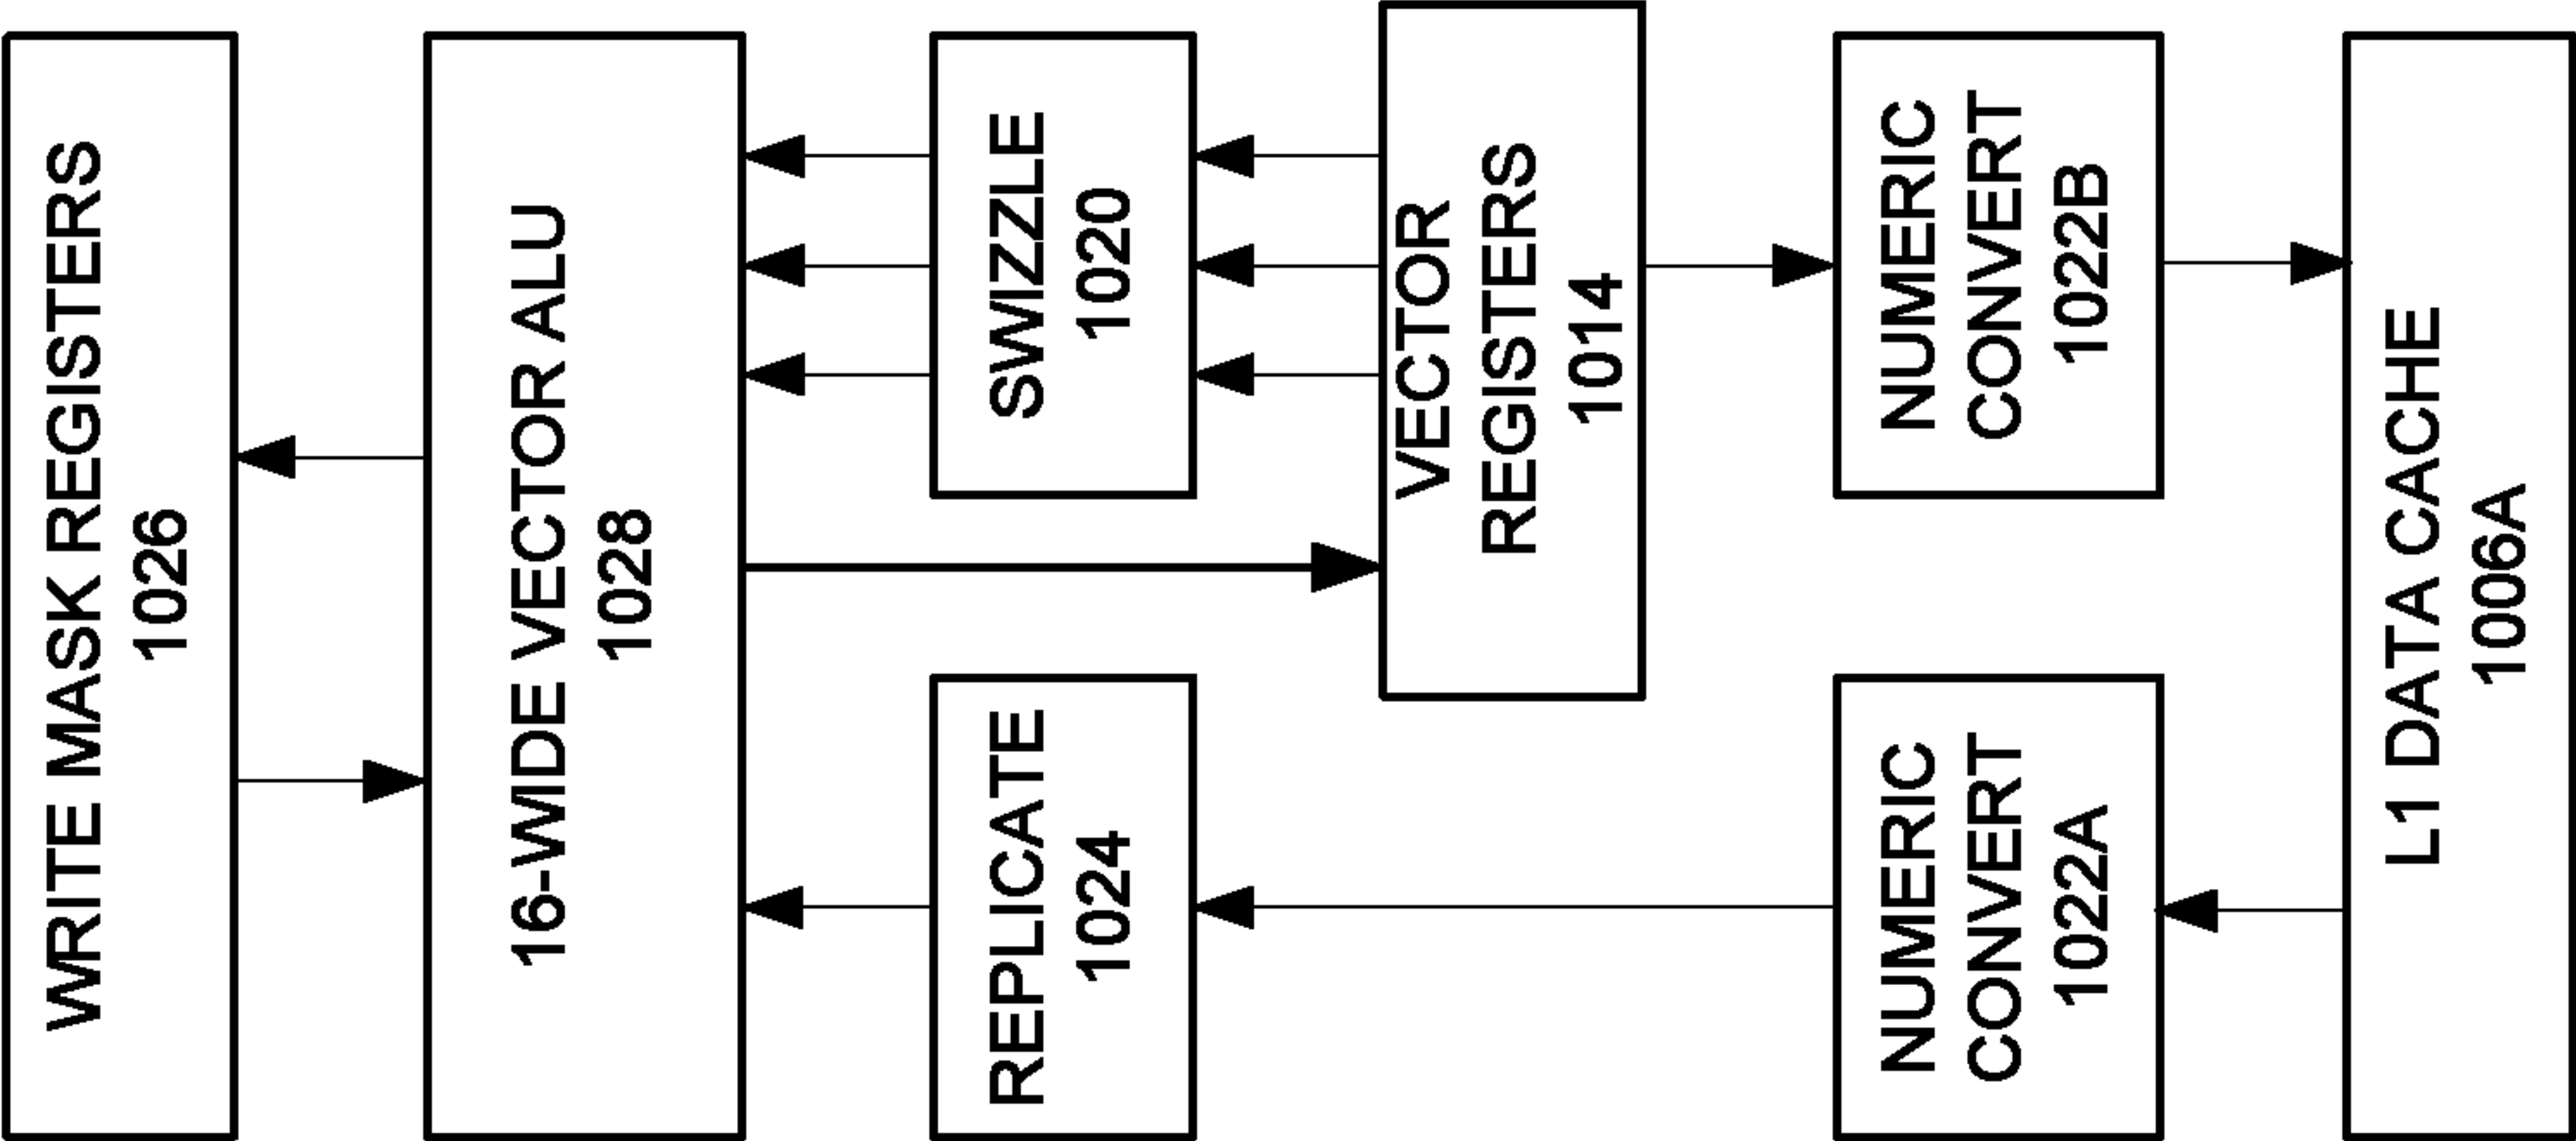 WRITE MASK REGISTERS
1026
16-WIDE VECTOR ALU
1028
REPLICATE
1024
SWIZZLE
1020
VECTOR
REGISTERS
1014
NUMERIC
CONVERT
1022A
NUMERIC
CONVERT
1022B
L1 DATA CACHE
1006A